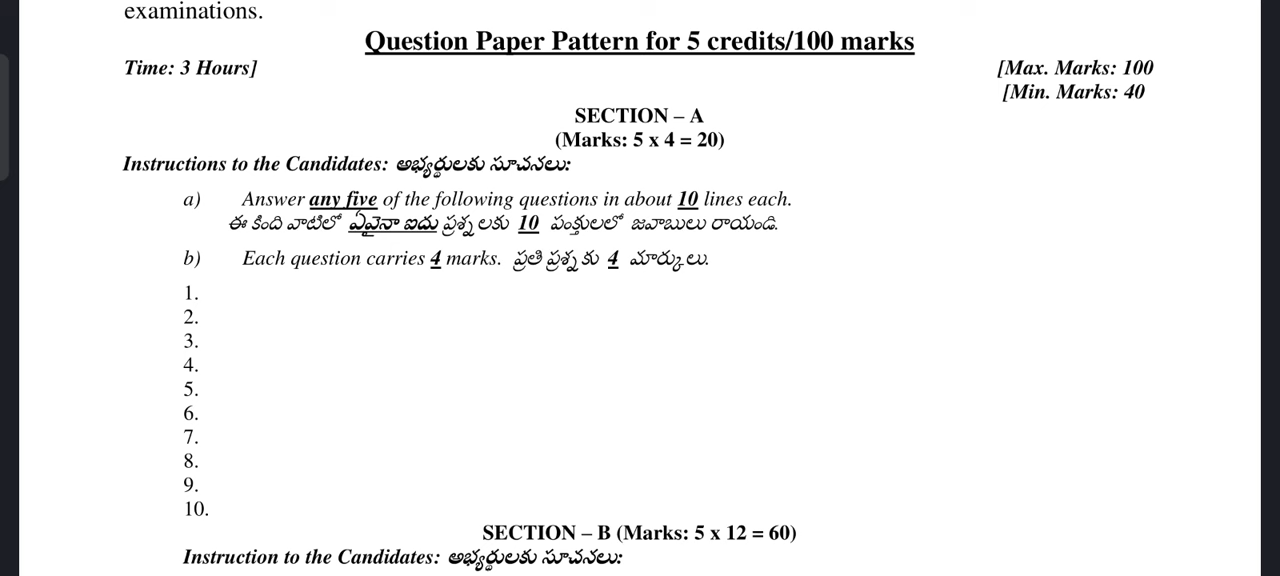 examinations.
Question Paper Pattern for 5 credits/100 marks
Time: 3 Hours] [Max. Marks: 100
[Min. Marks: 40
SECTION – A
(Marks: 5 x 4 = 20)
Instructions to the Candidates: అభ్యర్థులకు సూచనలు:
a) Answer any five of the following questions in about 10 lines each.
ఈ కింది వాటిలో ఏవైనా ఐదు ప్రశ్నలకు 10 పంక్తులలో జవాబులు రాయండి.
b) Each question carries 4 marks. ప్రతి ప్రశ్నకు 4 మార్కులు.
1.
2.
3.
4.
5.
6.
7.
8.
9.
10.
SECTION – B (Marks: 5 x 12 = 60)
Instruction to the Candidates: అభ్యర్థులకు సూచనలు: